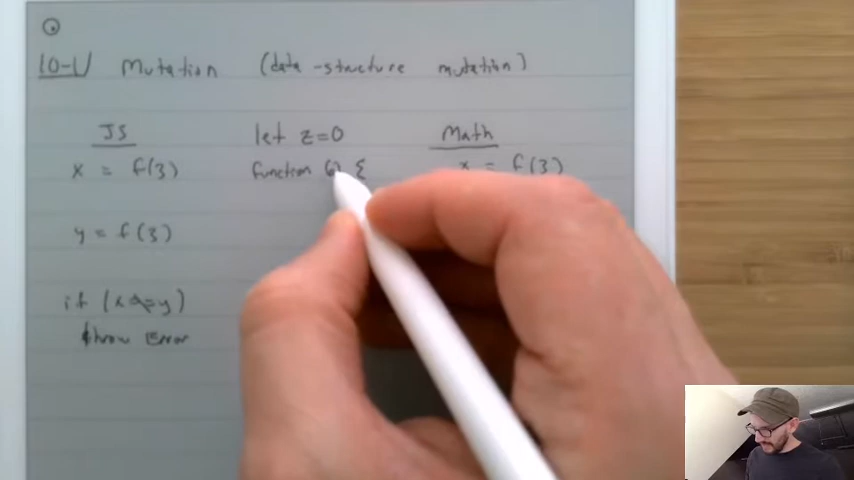 10-1) Mutation (data-structure mutation)
JS
x = f(3)
y = f(3)
if (x
=y)
throw Error
let z=0
function
{
Math
x = f(3)